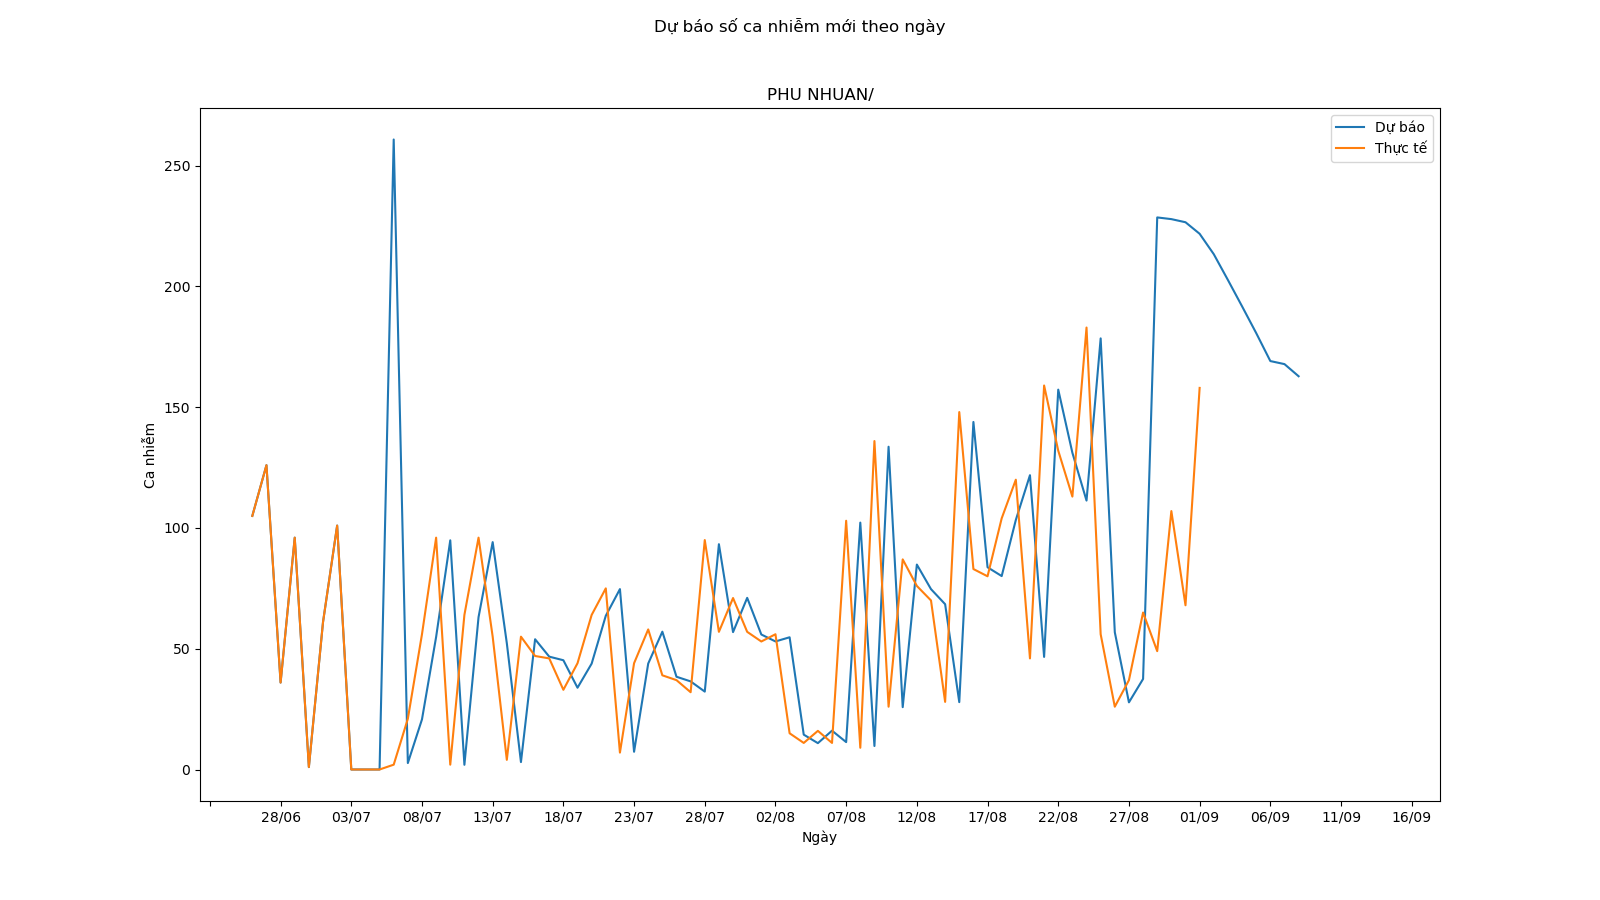 Dự báo số ca nhiễm mới theo ngày
PHU NHUAN/
Dự báo
Thực tế
250
200
150
100
50
0
Ca nhiễm
28/06 03/07 08/07 13/07 18/07 23/07 28/07 02/08 07/08 12/08 17/08 22/08 27/08 01/09 06/09 11/09 16/09
Ngày